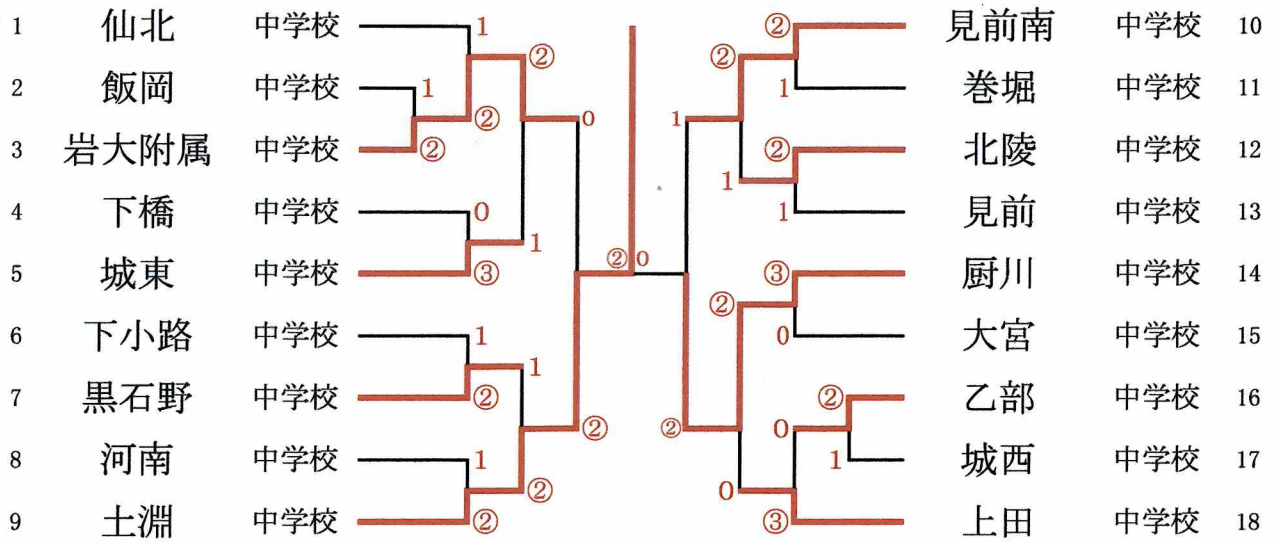 1 仙北 中学校 1 ② 見前南 中学校 10
② ②
2 飯岡 中学校 1 1 巻堀 中学校 11
② 0 1
3 岩大附属 中学校 ② ② 北陵 中学校 12
1
4 下橋 中学校 0 1 見前 中学校 13
1
② 0
5 城東 中学校 ③ ③ 厨川 中学校 14
②
6 下小路 中学校 1 0 大宮 中学校 15
1
7 黒石野 中学校 ② ② 乙部 中学校 16
② ② 0
8 河南 中学校 1 1 城西 中学校 17
② 0
9 土淵 中学校 ② ③ 上田 中学校 18